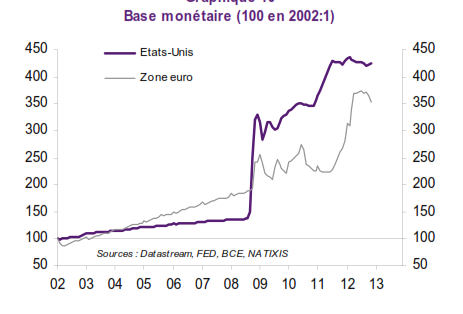 Base monétaire (100 en 2002:1)
450 450
Etats-Unis
400 400
Zone euro
350 350
300 300
250 250
200 200
150 150
100 100
Sources : Datastream, FED, BCE, NATIXIS
50 50
02 03 04 05 06 07 08 09 10 11 12 13